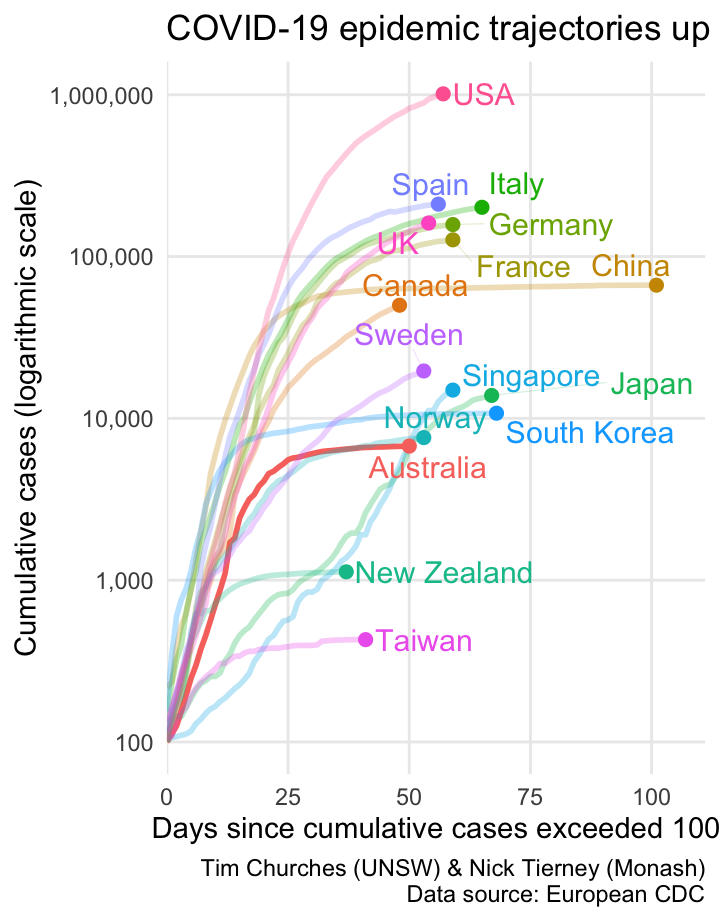 COVID-19 epidemic trajectories up
Cumulative cases (logarithmic scale)
1,000,000
100,000
10,000
1,000
100
USA
Spain
Italy
UK
Germany
France
China
Canada
Sweden
Singapore
Japan
Norway
South Korea
Australia
New Zealand
Taiwan
0 25 50 75 100
Days since cumulative cases exceeded 100
Tim Churches (UNSW) & Nick Tierney (Monash)
Data source: European CDC